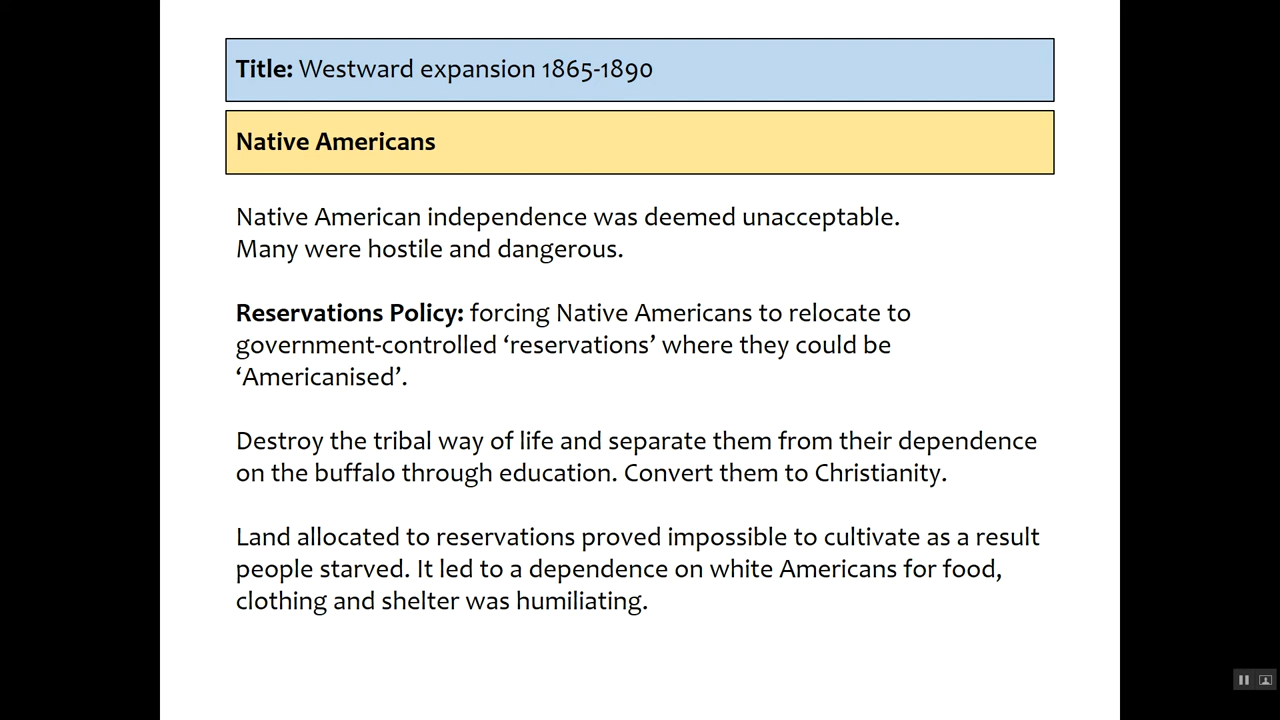 Title: Westward expansion 1865-1890
Native Americans
Native American independence was deemed unacceptable.
Many were hostile and dangerous.
Reservations Policy: forcing Native Americans to relocate to
government-controlled ‘reservations’ where they could be
‘Americanised’.
Destroy the tribal way of life and separate them from their dependence
on the buffalo through education. Convert them to Christianity.
Land allocated to reservations proved impossible to cultivate as a result
people starved. It led to a dependence on white Americans for food,
clothing and shelter was humiliating.